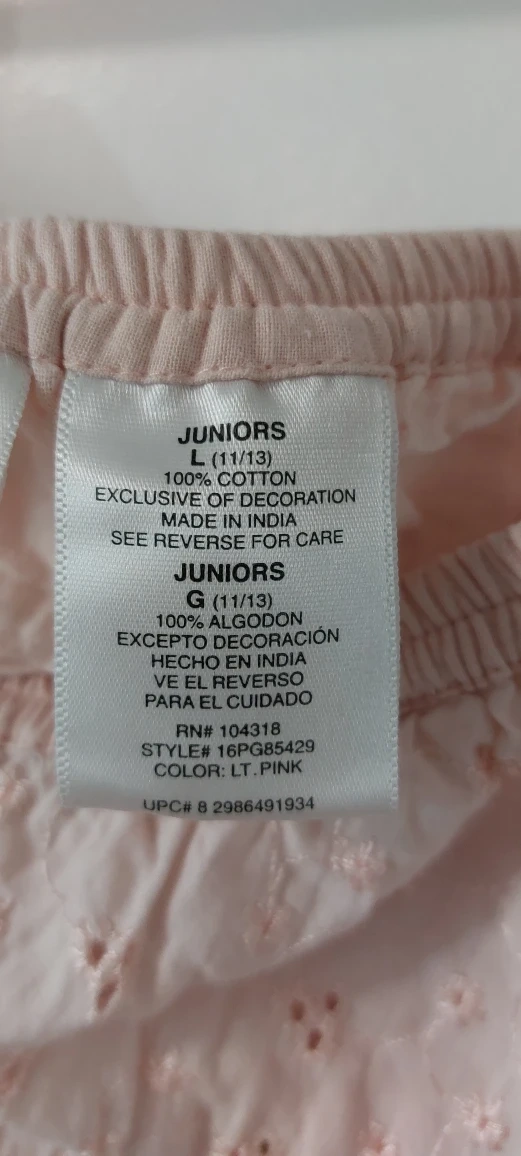 JUNIORS
L (11/13)
100% COTTON
EXCLUSIVE OF DECORATION
MADE IN INDIA
SEE REVERSE FOR CARE
JUNIORS
G (11/13)
100% ALGODON
EXCEPTO DECORACIÓN
HECHO EN INDIA
VE EL REVERSO
PARA EL CUIDADO
RN# 104318
STYLE# 16PG85429
COLOR: LT.PINK
UPC# 8 2986491934